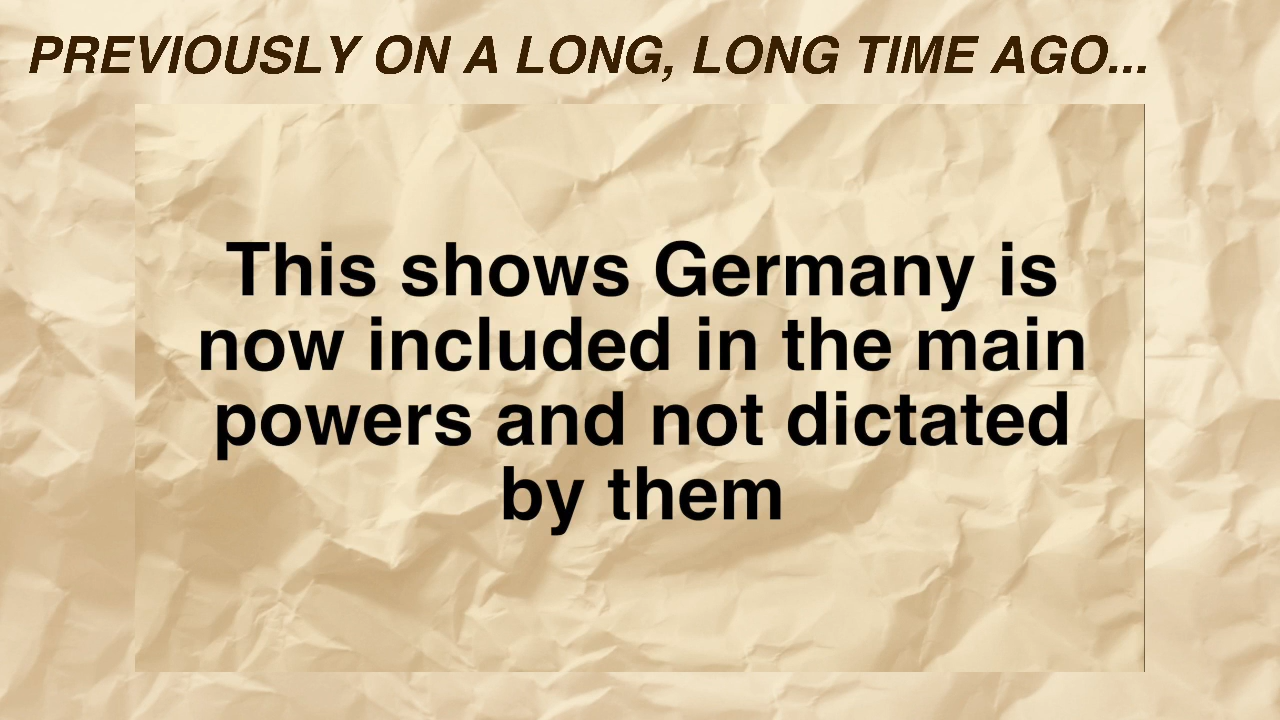 PREVIOUSLY ON A LONG, LONG TIME AGO...
This shows Germany is
now included in the main
powers and not dictated
by them